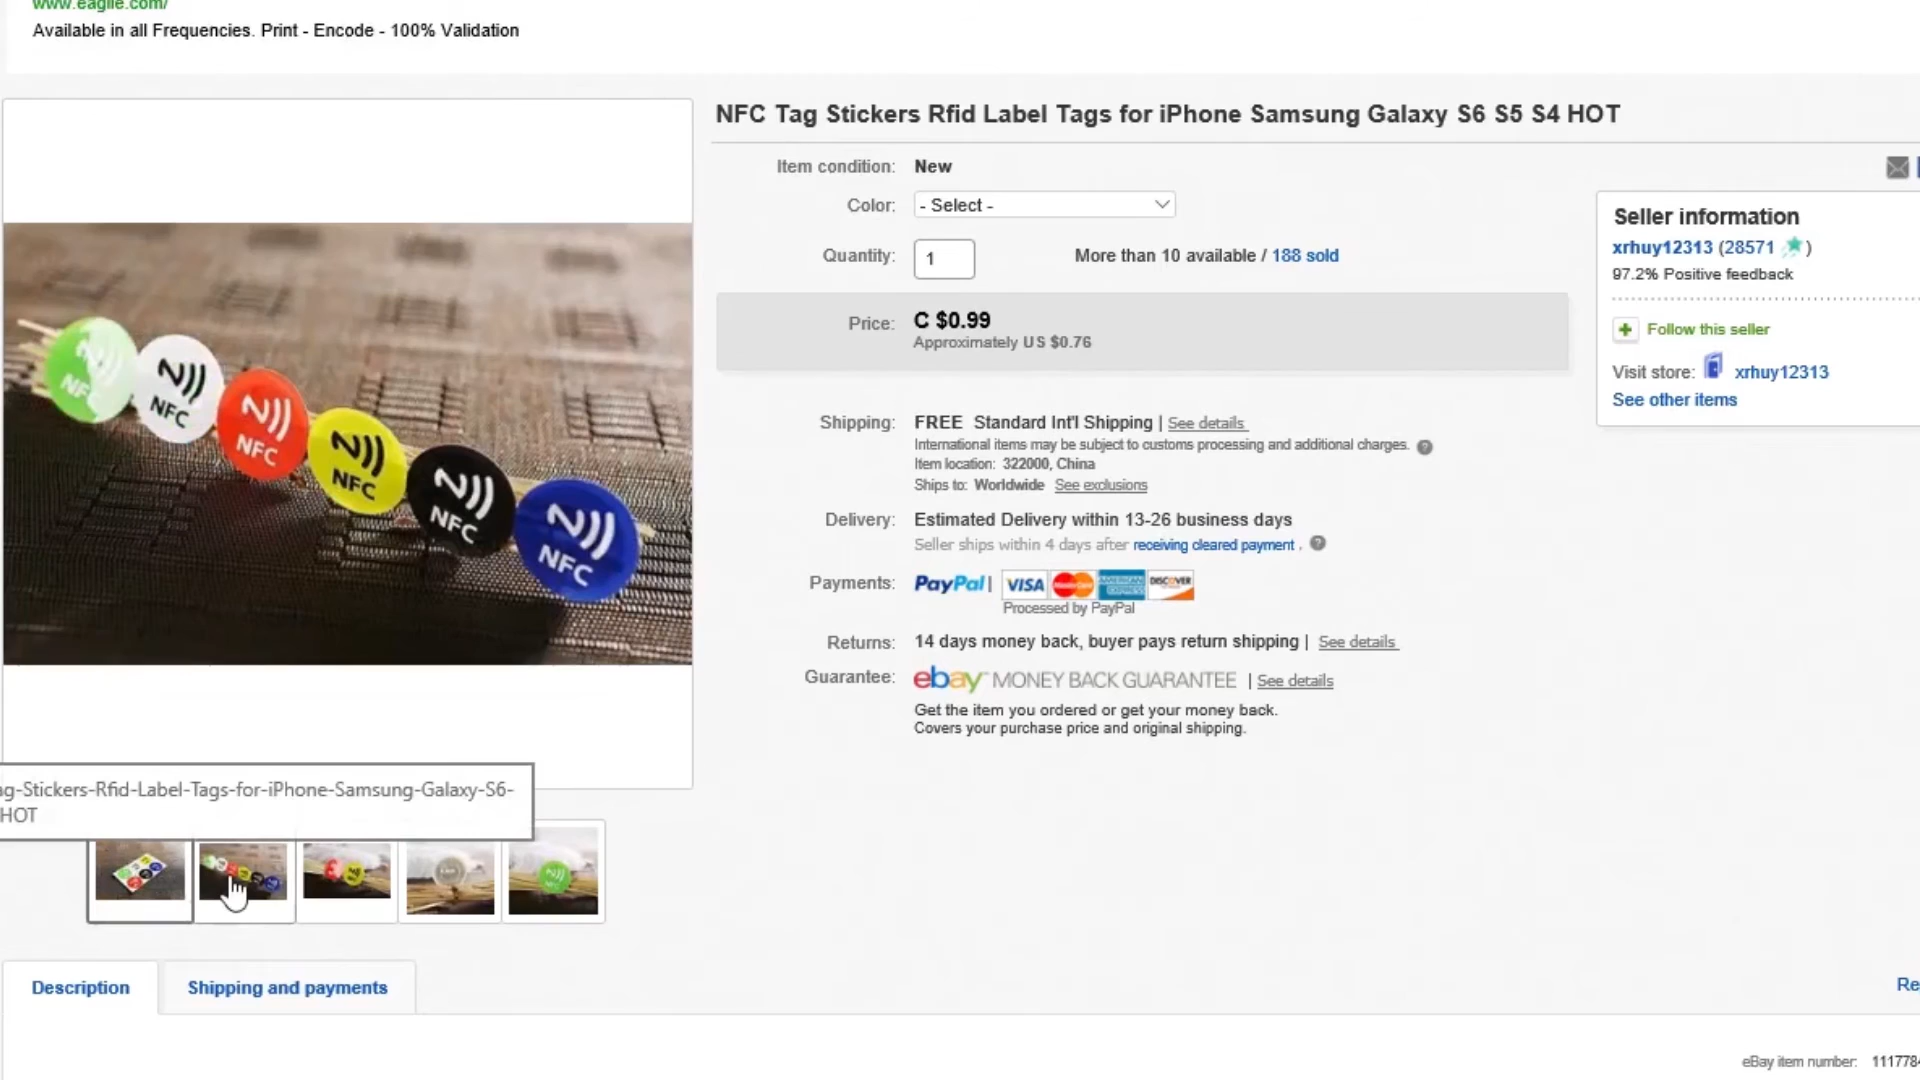 www.eagile.com/
Available in all Frequencies. Print - Encode - 100% Validation
NFC Tag Stickers Rfid Label Tags for iPhone Samsung Galaxy S6 S5 S4 HOT
Item condition: New
Color: - Select -
Quantity: 1 More than 10 available / 188 sold
Price: C $0.99
Approximately US $0.76
Shipping: FREE Standard Int'l Shipping | See details
International items may be subject to customs processing and additional charges.
Item location: 322000, China
Ships to: Worldwide See exclusions
Delivery: Estimated Delivery within 13-26 business days
Seller ships within 4 days after receiving cleared payment .
Payments: PayPal | VISA MasterCard AMERICAN EXPRESS DISCOVER
Processed by PayPal
Returns: 14 days money back, buyer pays return shipping | See details
Guarantee: ebay MONEY BACK GUARANTEE | See details
Get the item you ordered or get your money back.
Covers your purchase price and original shipping.
Seller information
xrhuy12313 (28571 )
97.2% Positive feedback
Follow this seller
Visit store: xrhuy12313
See other items
NFC
NFC
NFC
NFC
NFC
NFC
ag-Stickers-Rfid-Label-Tags-for-iPhone-Samsung-Galaxy-S6-
HOT
Description
Shipping and payments
Re
eBay item number: 1117784